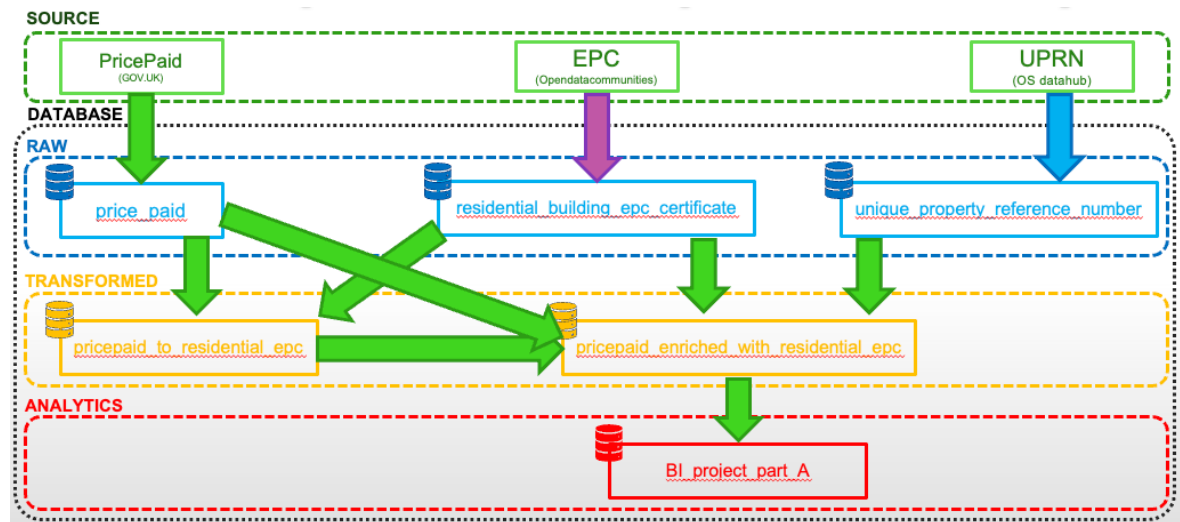 SOURCE
PricePaid
(GOV.UK)
EPC
(Opendatacommunities)
UPRN
(OS datahub)
DATABASE
RAW
price_paid
residential_building_epc_certificate
unique_property_reference_number
TRANSFORMED
pricepaid_to_residential_epc
pricepaid_enriched_with_residential_epc
ANALYTICS
BI_project_part_A